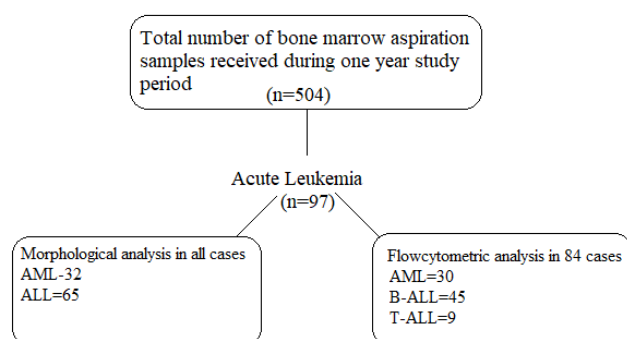 Total number of bone marrow aspiration
samples received during one year study
period
(n=504)
Acute Leukemia
(n=97)
Morphological analysis in all cases
AML-32
ALL=65
Flowcytometric analysis in 84 cases
AML=30
B-ALL=45
T-ALL=9